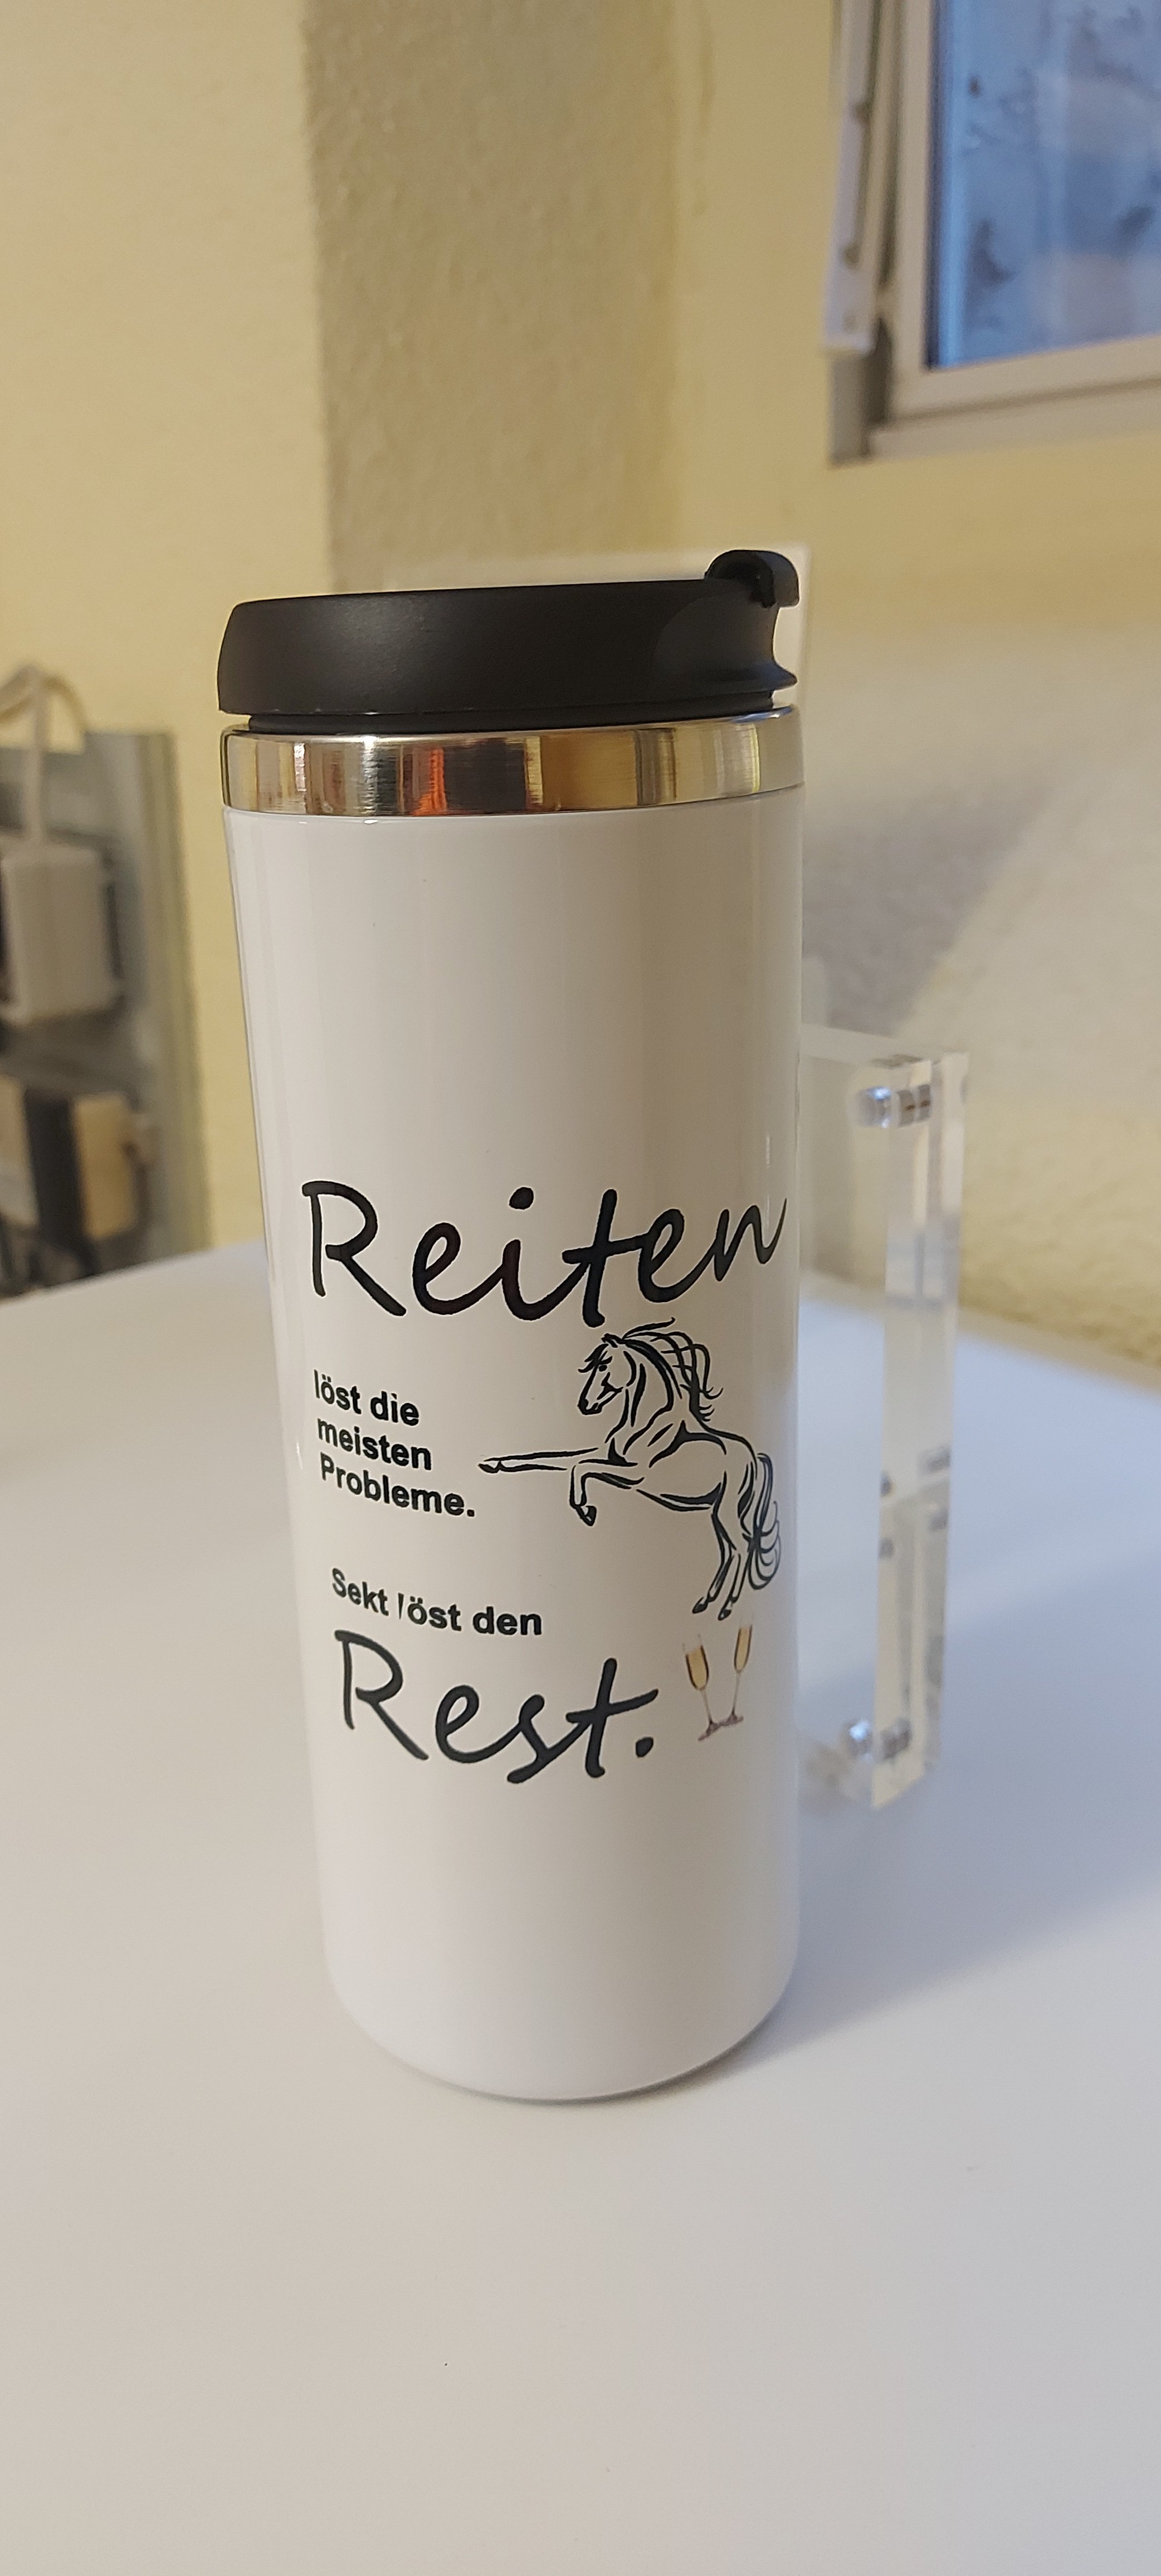 Reiten
löst die
meisten
Probleme.
Sekt löst den
Rest.